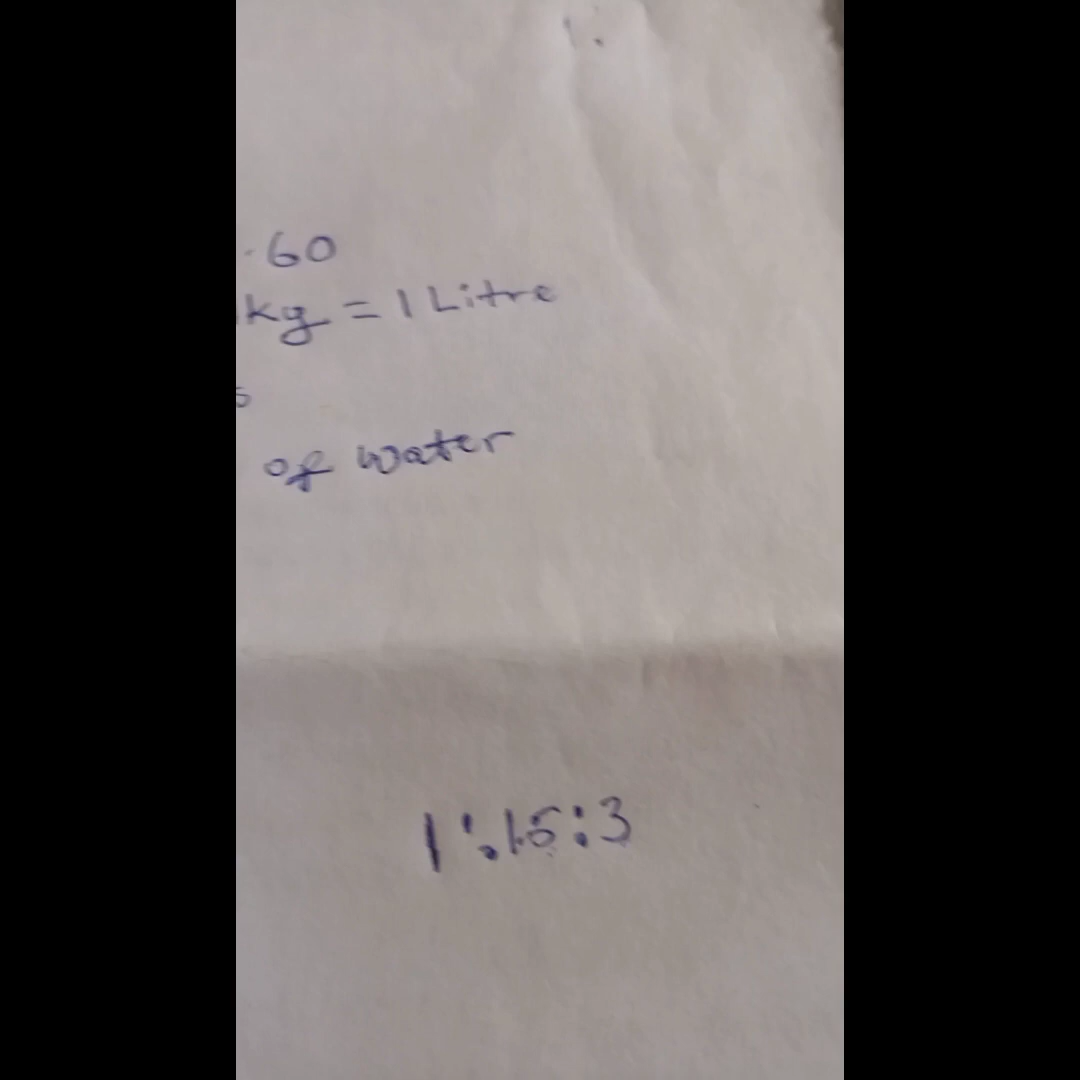 .60
kg = 1 Litre
s
of water
1:1.5:3